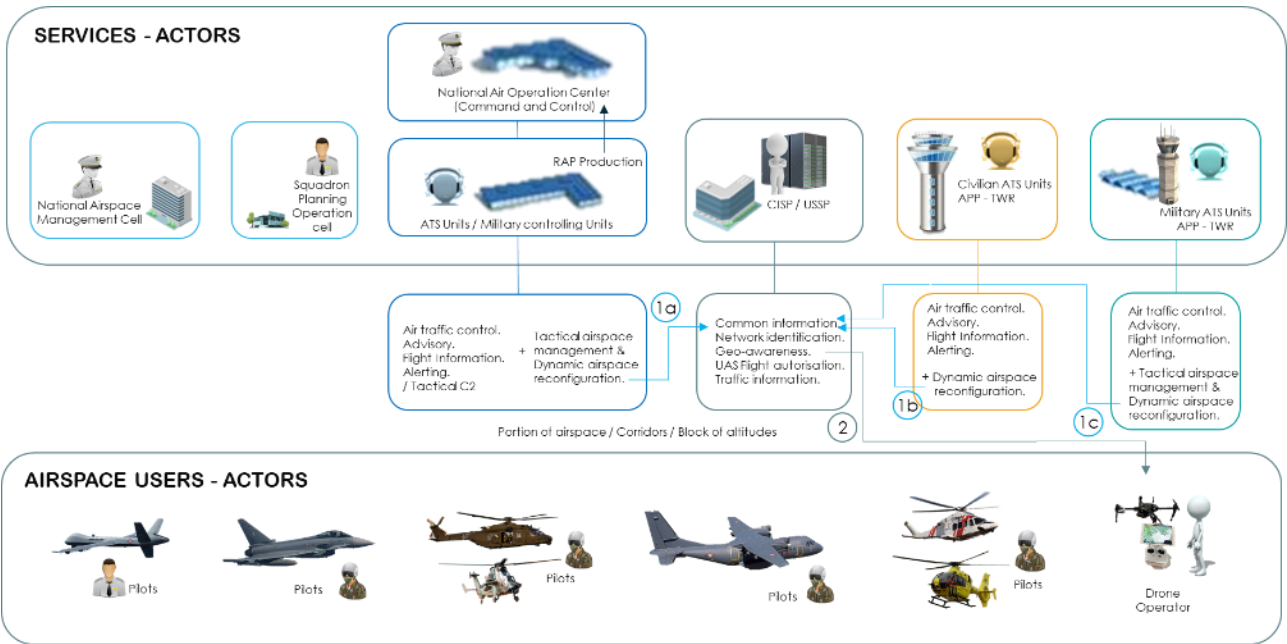 SERVICES - ACTORS
National Air Operation Center
(Command and Control)
RAP Production
National Airspace
Management Cell
Squadron
Planning
Operation
cell
ATS Units / Military controlling Units
CISP / USSP
Civilian ATS Units
APP - TWR
Military ATS Units
APP - TWR
1a
Air traffic control.
Advisory.
Flight Information.
Alerting.
/ Tactical C2
+ Tactical airspace
management &
Dynamic airspace
reconfiguration.
Common information.
Network identification.
Geo-awareness.
UAS Flight autorisation.
Traffic information.
Air traffic control.
Advisory.
Flight Information.
Alerting.
+ Dynamic airspace
reconfiguration.
Air traffic control.
Advisory.
Flight Information.
Alerting.
+ Tactical airspace
management &
Dynamic airspace
reconfiguration.
1b
1c
2
Portion of airspace / Corridors / Block of altitudes
AIRSPACE USERS - ACTORS
Pilots
Pilots
Pilots
Pilots
Pilots
Drone
Operator